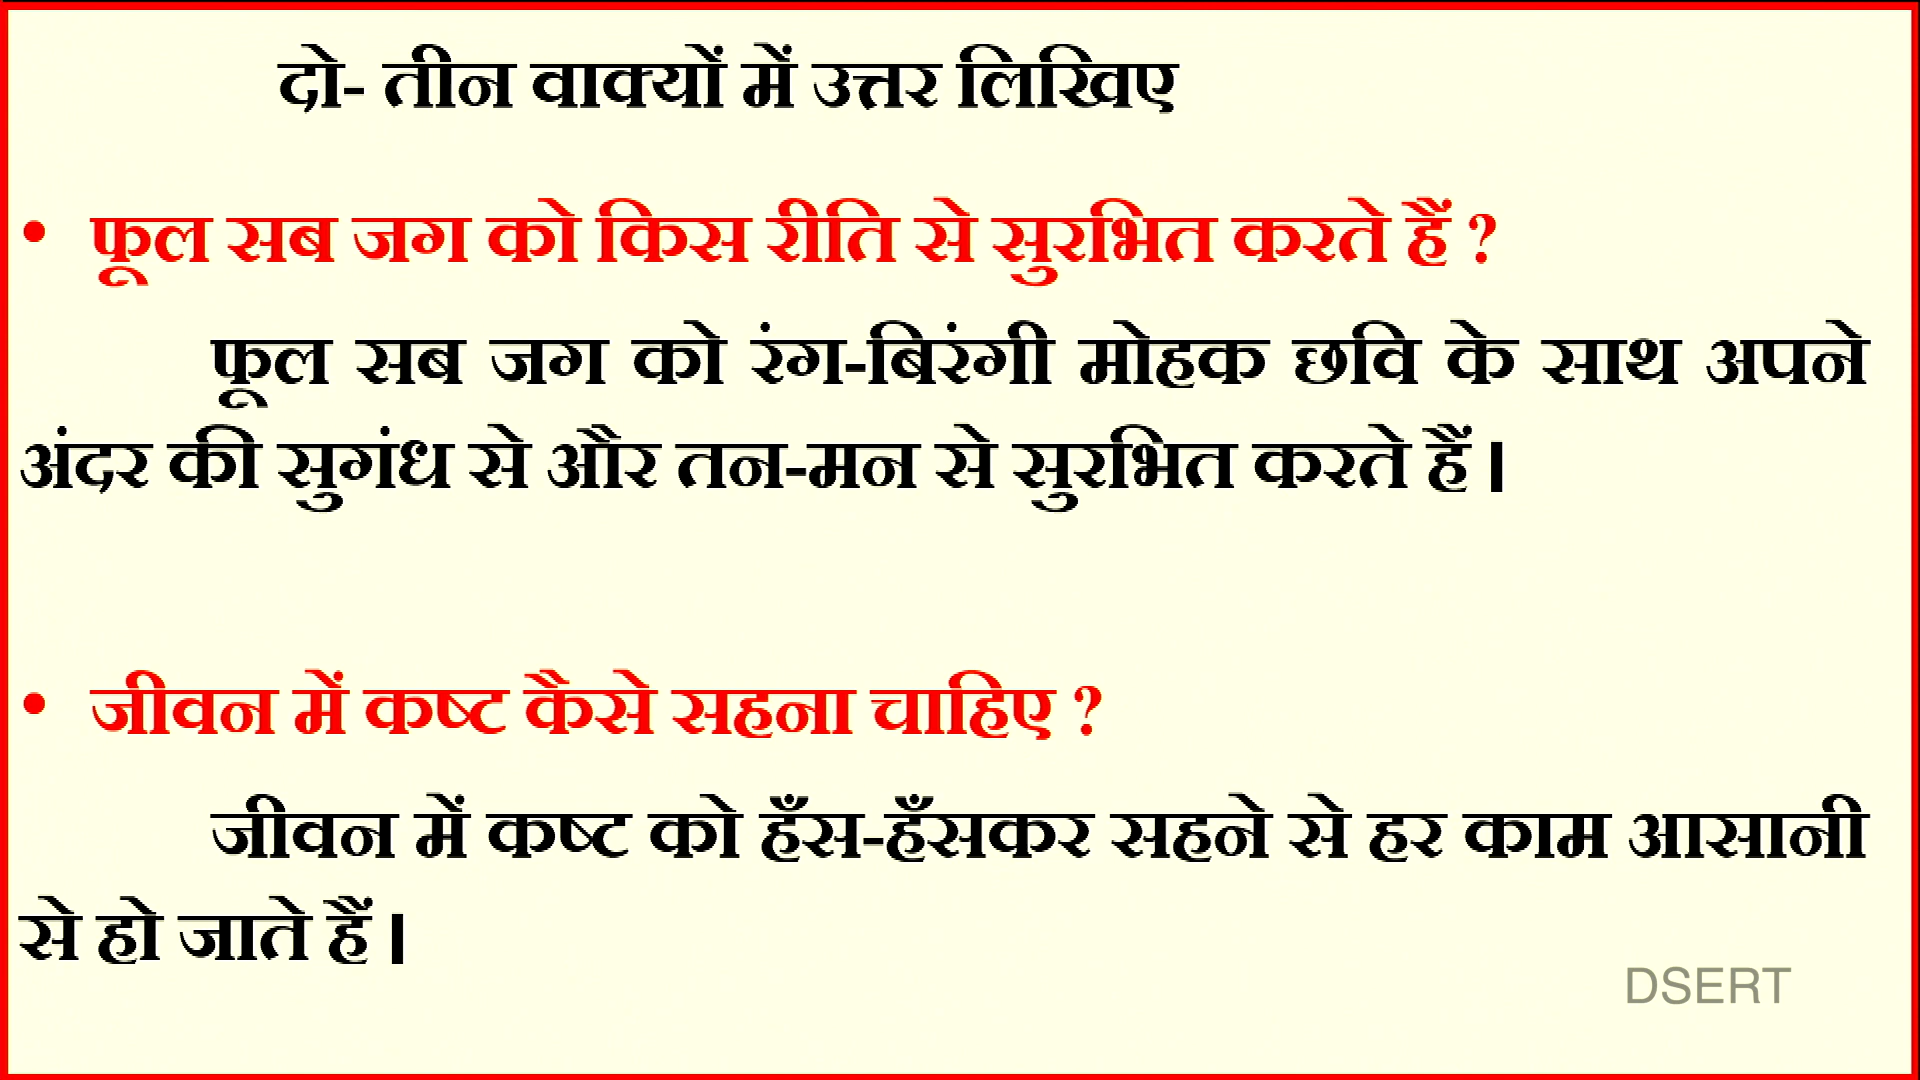 दो- तीन वाक्यों में उत्तर लिखिए
• फूल सब जग को किस रीति से सुरभित करते हैं ?
फूल सब जग को रंग-बिरंगी मोहक छवि के साथ अपने
अंदर की सुगंध से और तन-मन से सुरभित करते हैं।
• जीवन में कष्ट कैसे सहना चाहिए ?
जीवन में कष्ट को हँस-हँसकर सहने से हर काम आसानी
से हो जाते हैं।
DSERT